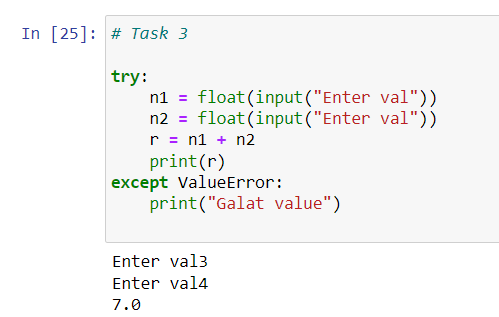 In [25]: # Task 3
try:
    n1 = float(input("Enter val"))
    n2 = float(input("Enter val"))
    r = n1 + n2
    print(r)
except ValueError:
    print("Galat value")
Enter val3
Enter val4
7.0